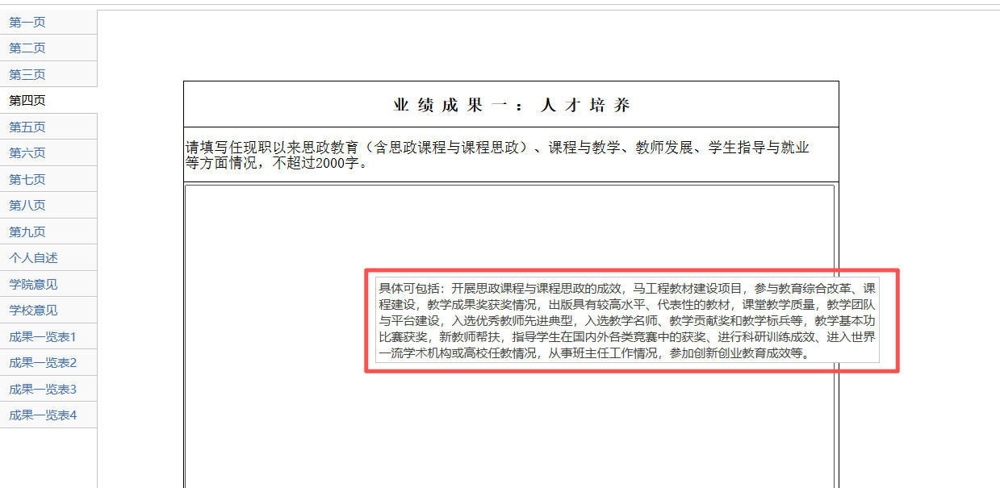 第一页
第二页
第三页
第四页
第五页
第六页
第七页
第八页
第九页
个人自述
学院意见
学校意见
成果一览表1
成果一览表2
成果一览表3
成果一览表4
业绩成果一：人才培养
请填写任现职以来思政教育（含思政课程与课程思政）、课程与教学、教师发展、学生指导与就业
等方面情况，不超过2000字。
具体可包括：开展思政课程与课程思政的成效，马工程教材建设项目，参与教育综合改革、课
程建设，教学成果奖获奖情况，出版具有较高水平、代表性的教材，课堂教学质量，教学团队
与平台建设，入选优秀教师先进典型，入选教学名师、教学贡献奖和教学标兵等，教学基本功
比赛获奖，新教师帮扶，指导学生在国内外各类竞赛中的获奖、进行科研训练成效、进入世界
一流学术机构或高校任教情况，从事班主任工作情况，参加创新创业教育成效等。